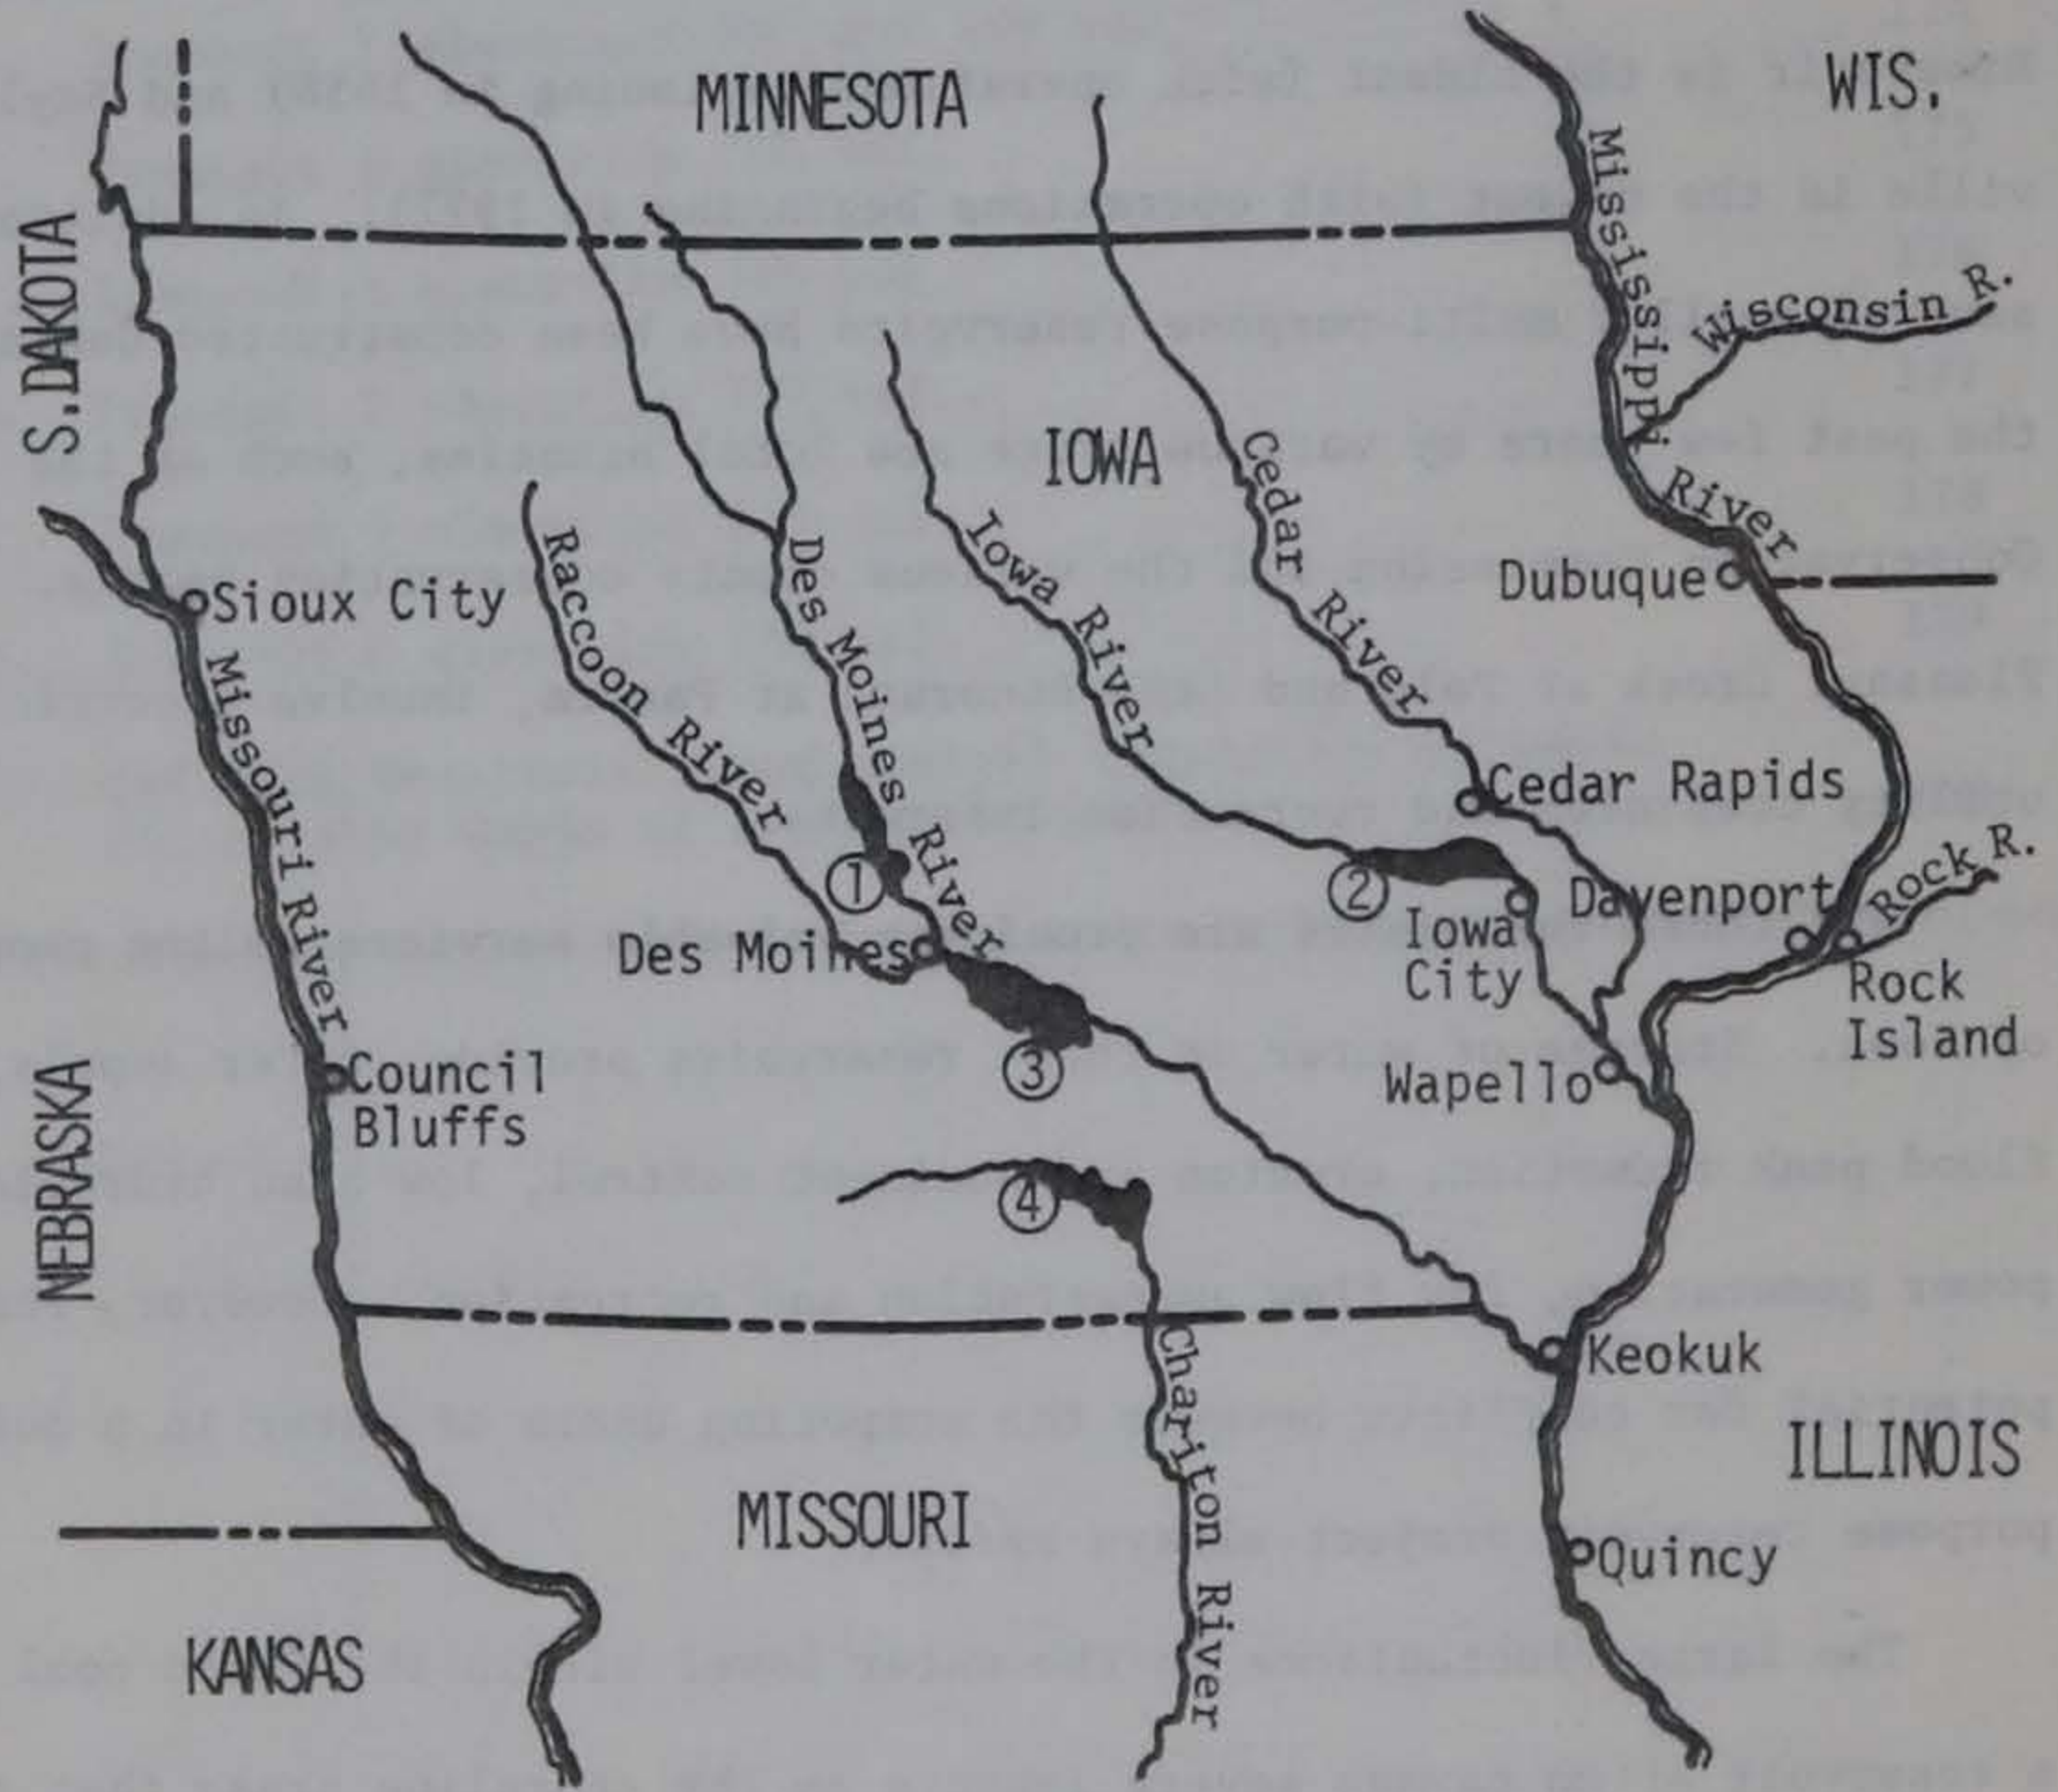 MINNESOTA
WIS.
S.DAKOTA
Mississippi River
Wisconsin R.
IOWA
Cedar River
Iowa River
Des Moines River
Raccoon River
Dubuque
Sioux City
Missouri River
Cedar Rapids
1
2
Davenport
Rock R.
Iowa
City
Des Moines
Rock
Island
3
Wapello
Council
Bluffs
NEBRASKA
4
Keokuk
Chariton River
ILLINOIS
MISSOURI
Quincy
KANSAS